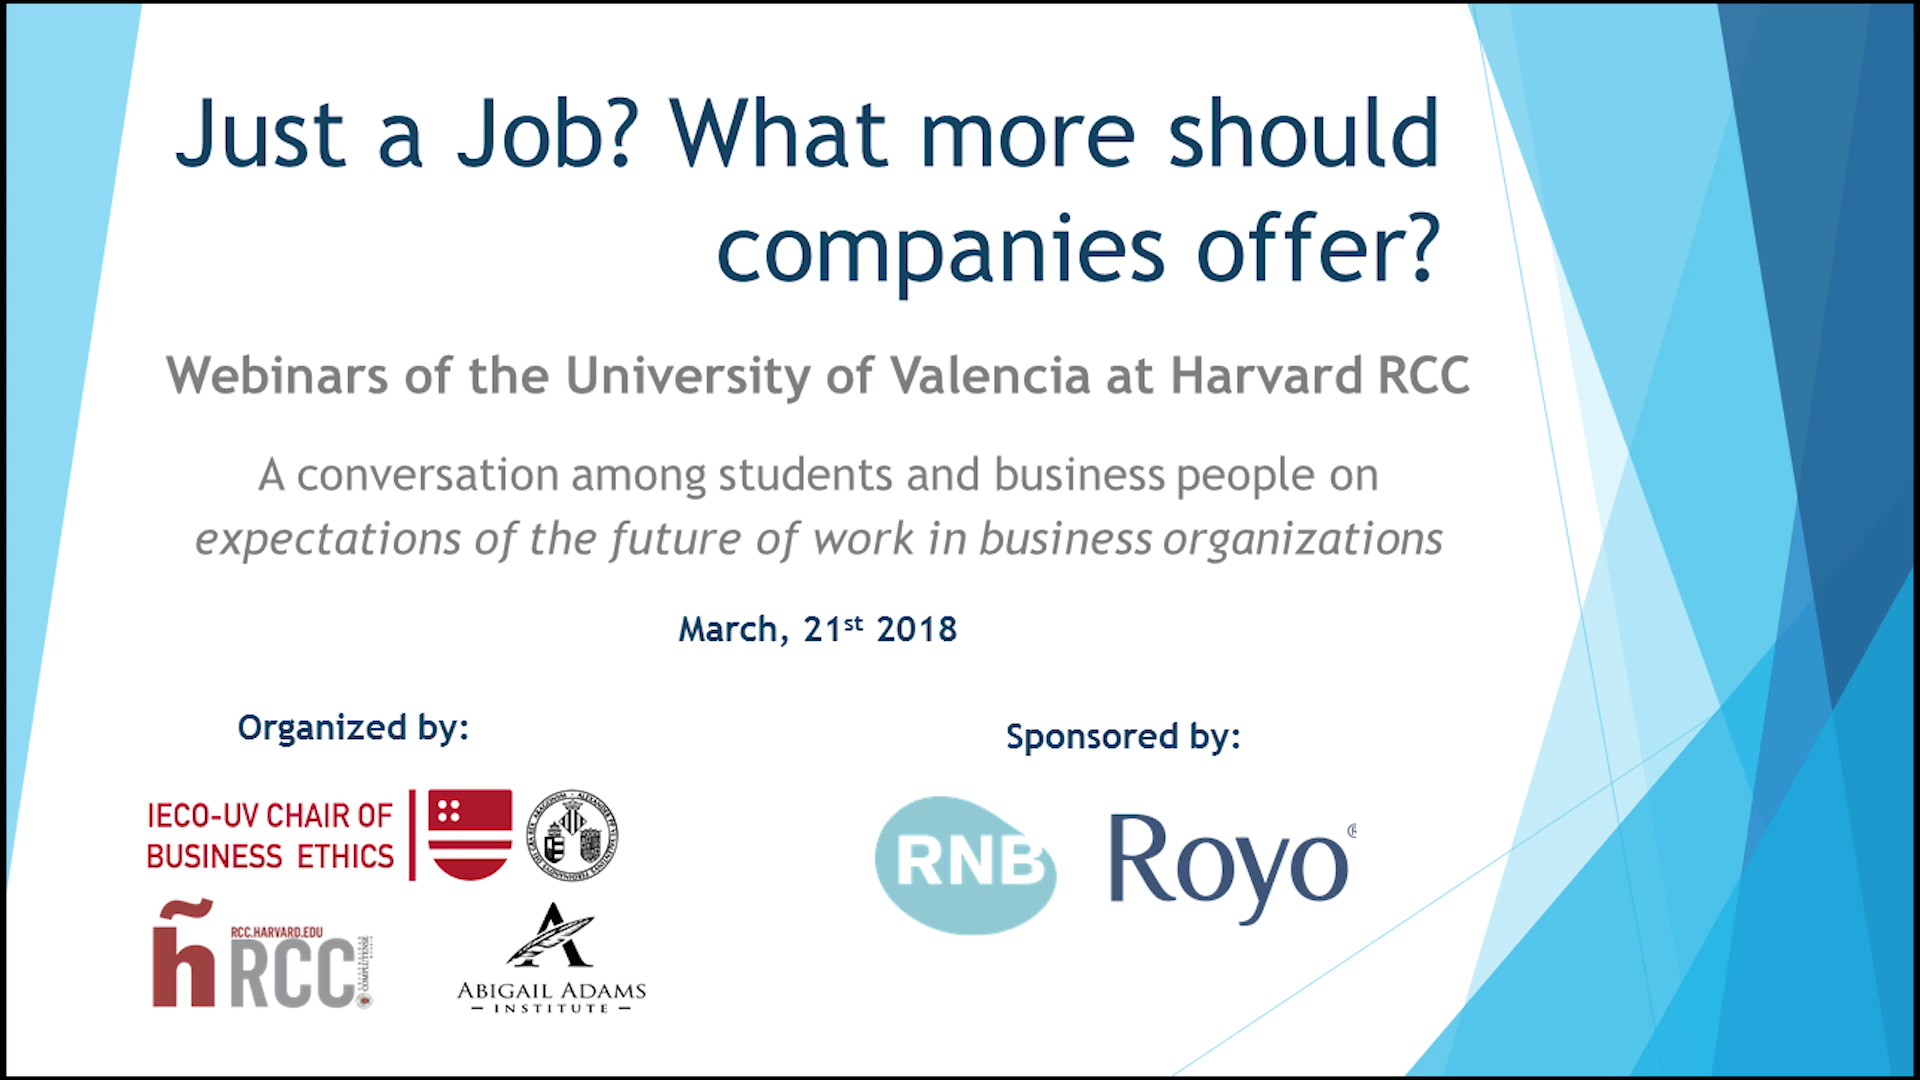 Just a Job? What more should
companies offer?
Webinars of the University of Valencia at Harvard RCC
A conversation among students and business people on
expectations of the future of work in business organizations
March, 21st 2018
Organized by:
Sponsored by:
IECO-UV CHAIR OF
BUSINESS ETHICS
RNB
Royo®
RCC.HARVARD.EDU
ñ RCC
COMPLUTENSE
ABIGAIL ADAMS
INSTITUTE